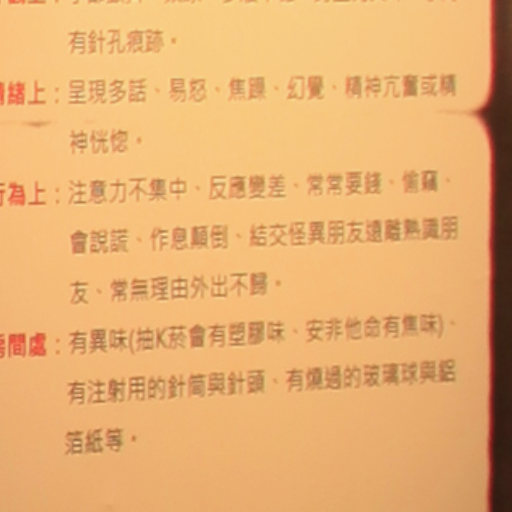 有針孔痕跡。
情緒上：呈現多話、易怒、焦躁、幻覺、精神亢奮或精
神恍惚。
行為上：注意力不集中、反應變差、常常要錢、偷竊、
會說謊、作息顛倒、結交怪異朋友遠離熟識朋
友、常無理由外出不歸。
房間處：有異味(抽K菸會有塑膠味、安非他命有焦味)、
有注射用的針筒與針頭、有燒過的玻璃球與鋁
箔紙等。